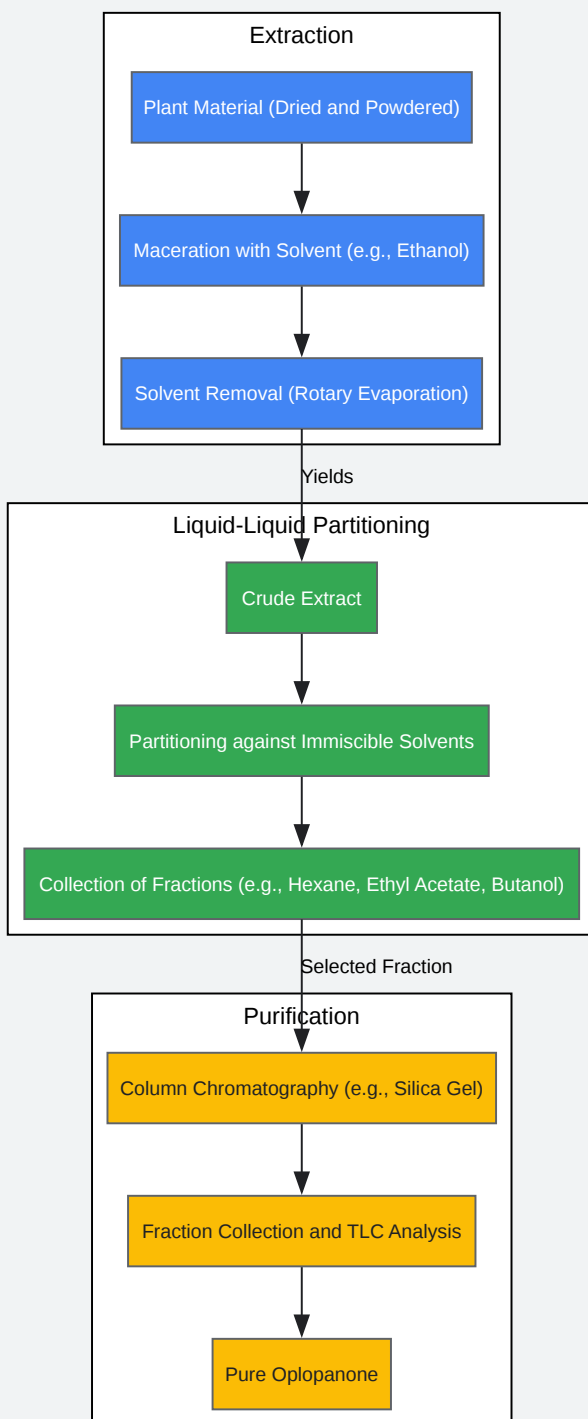 Extraction
Plant Material (Dried and Powdered)
Maceration with Solvent (e.g., Ethanol)
Solvent Removal (Rotary Evaporation)
Yields
Liquid-Liquid Partitioning
Crude Extract
Partitioning against Immiscible Solvents
Collection of Fractions (e.g., Hexane, Ethyl Acetate, Butanol)
Selected Fraction
Purification
Column Chromatography (e.g., Silica Gel)
Fraction Collection and TLC Analysis
Pure Oplopanone